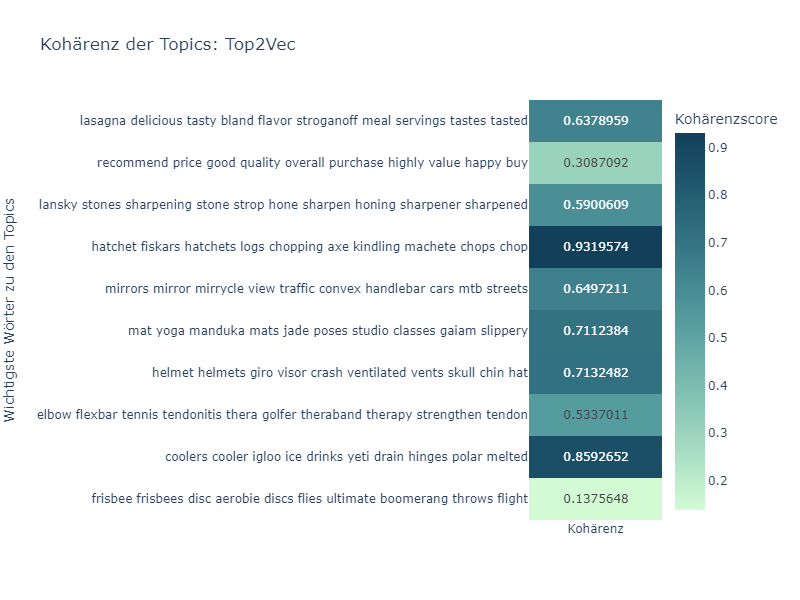 Kohärenz der Topics: Top2Vec
Wichtigste Wörter zu den Topics
lasagna delicious tasty bland flavor stroganoff meal servings tastes tasted 0.6378959
recommend price good quality overall purchase highly value happy buy 0.3087092
lansky stones sharpening stone strop hone sharpen honing sharpener sharpened 0.5900609
hatchet fiskars hatchets logs chopping axe kindling machete chops chop 0.9319574
mirrors mirror mirrycle view traffic convex handlebar cars mtb streets 0.6497211
mat yoga manduka mats jade poses studio classes gaiam slippery 0.7112384
helmet helmets giro visor crash ventilated vents skull chin hat 0.7132482
elbow flexbar tennis tendonitis thera golfer theraband therapy strengthen tendon 0.5337011
coolers cooler igloo ice drinks yeti drain hinges polar melted 0.8592652
frisbee frisbees disc aerobie discs flies ultimate boomerang throws flight 0.1375648
Kohärenz
Kohärenzscore
0.9
0.8
0.7
0.6
0.5
0.4
0.3
0.2